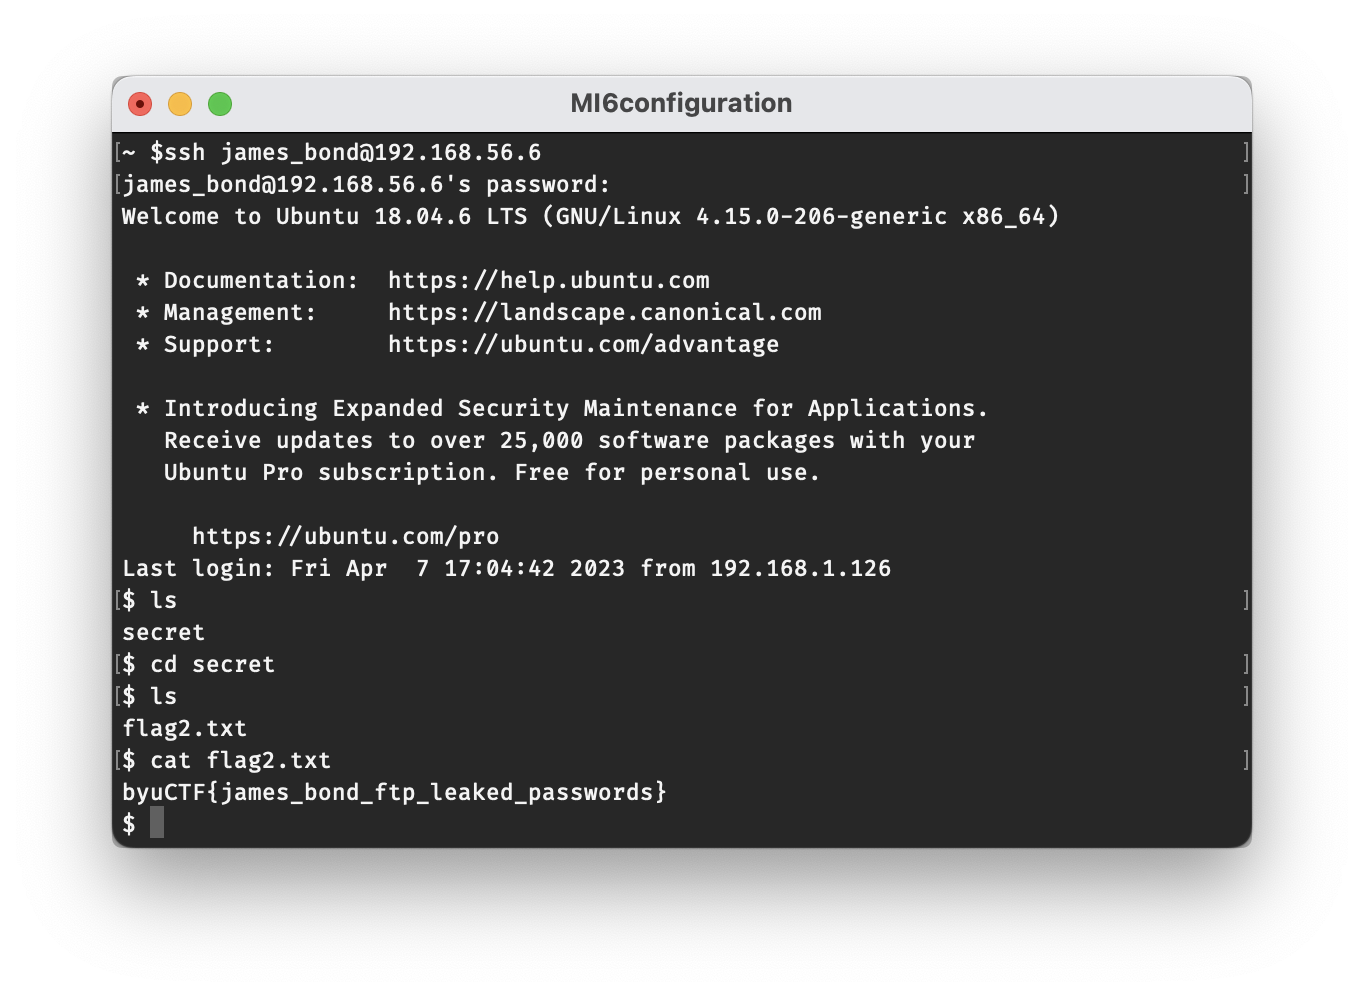 MI6configuration
[~ $ssh james_bond@192.168.56.6 ]
[james_bond@192.168.56.6's password: ]
Welcome to Ubuntu 18.04.6 LTS (GNU/Linux 4.15.0-206-generic x86_64)
* Documentation:  https://help.ubuntu.com
* Management:     https://landscape.canonical.com
* Support:        https://ubuntu.com/advantage
* Introducing Expanded Security Maintenance for Applications.
Receive updates to over 25,000 software packages with your
Ubuntu Pro subscription. Free for personal use.
https://ubuntu.com/pro
Last login: Fri Apr  7 17:04:42 2023 from 192.168.1.126
[$ ls ]
secret
[$ cd secret ]
[$ ls ]
flag2.txt
[$ cat flag2.txt ]
byuCTF{james_bond_ftp_leaked_passwords}
$